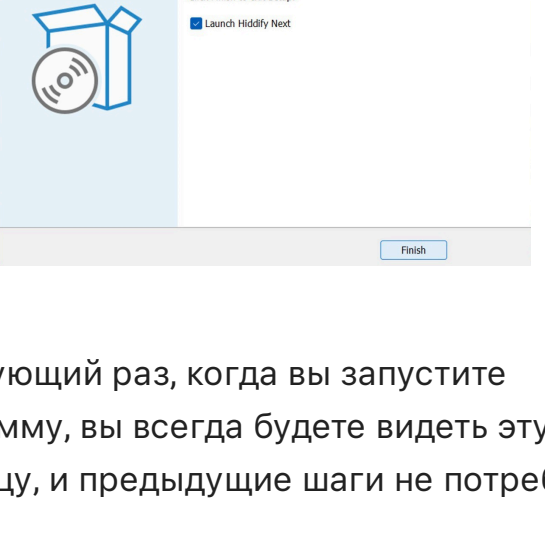 Launch Hiddify Next
Finish
ующий раз, когда вы запустите
мму, вы всегда будете видеть эту
цу, и предыдущие шаги не потреб